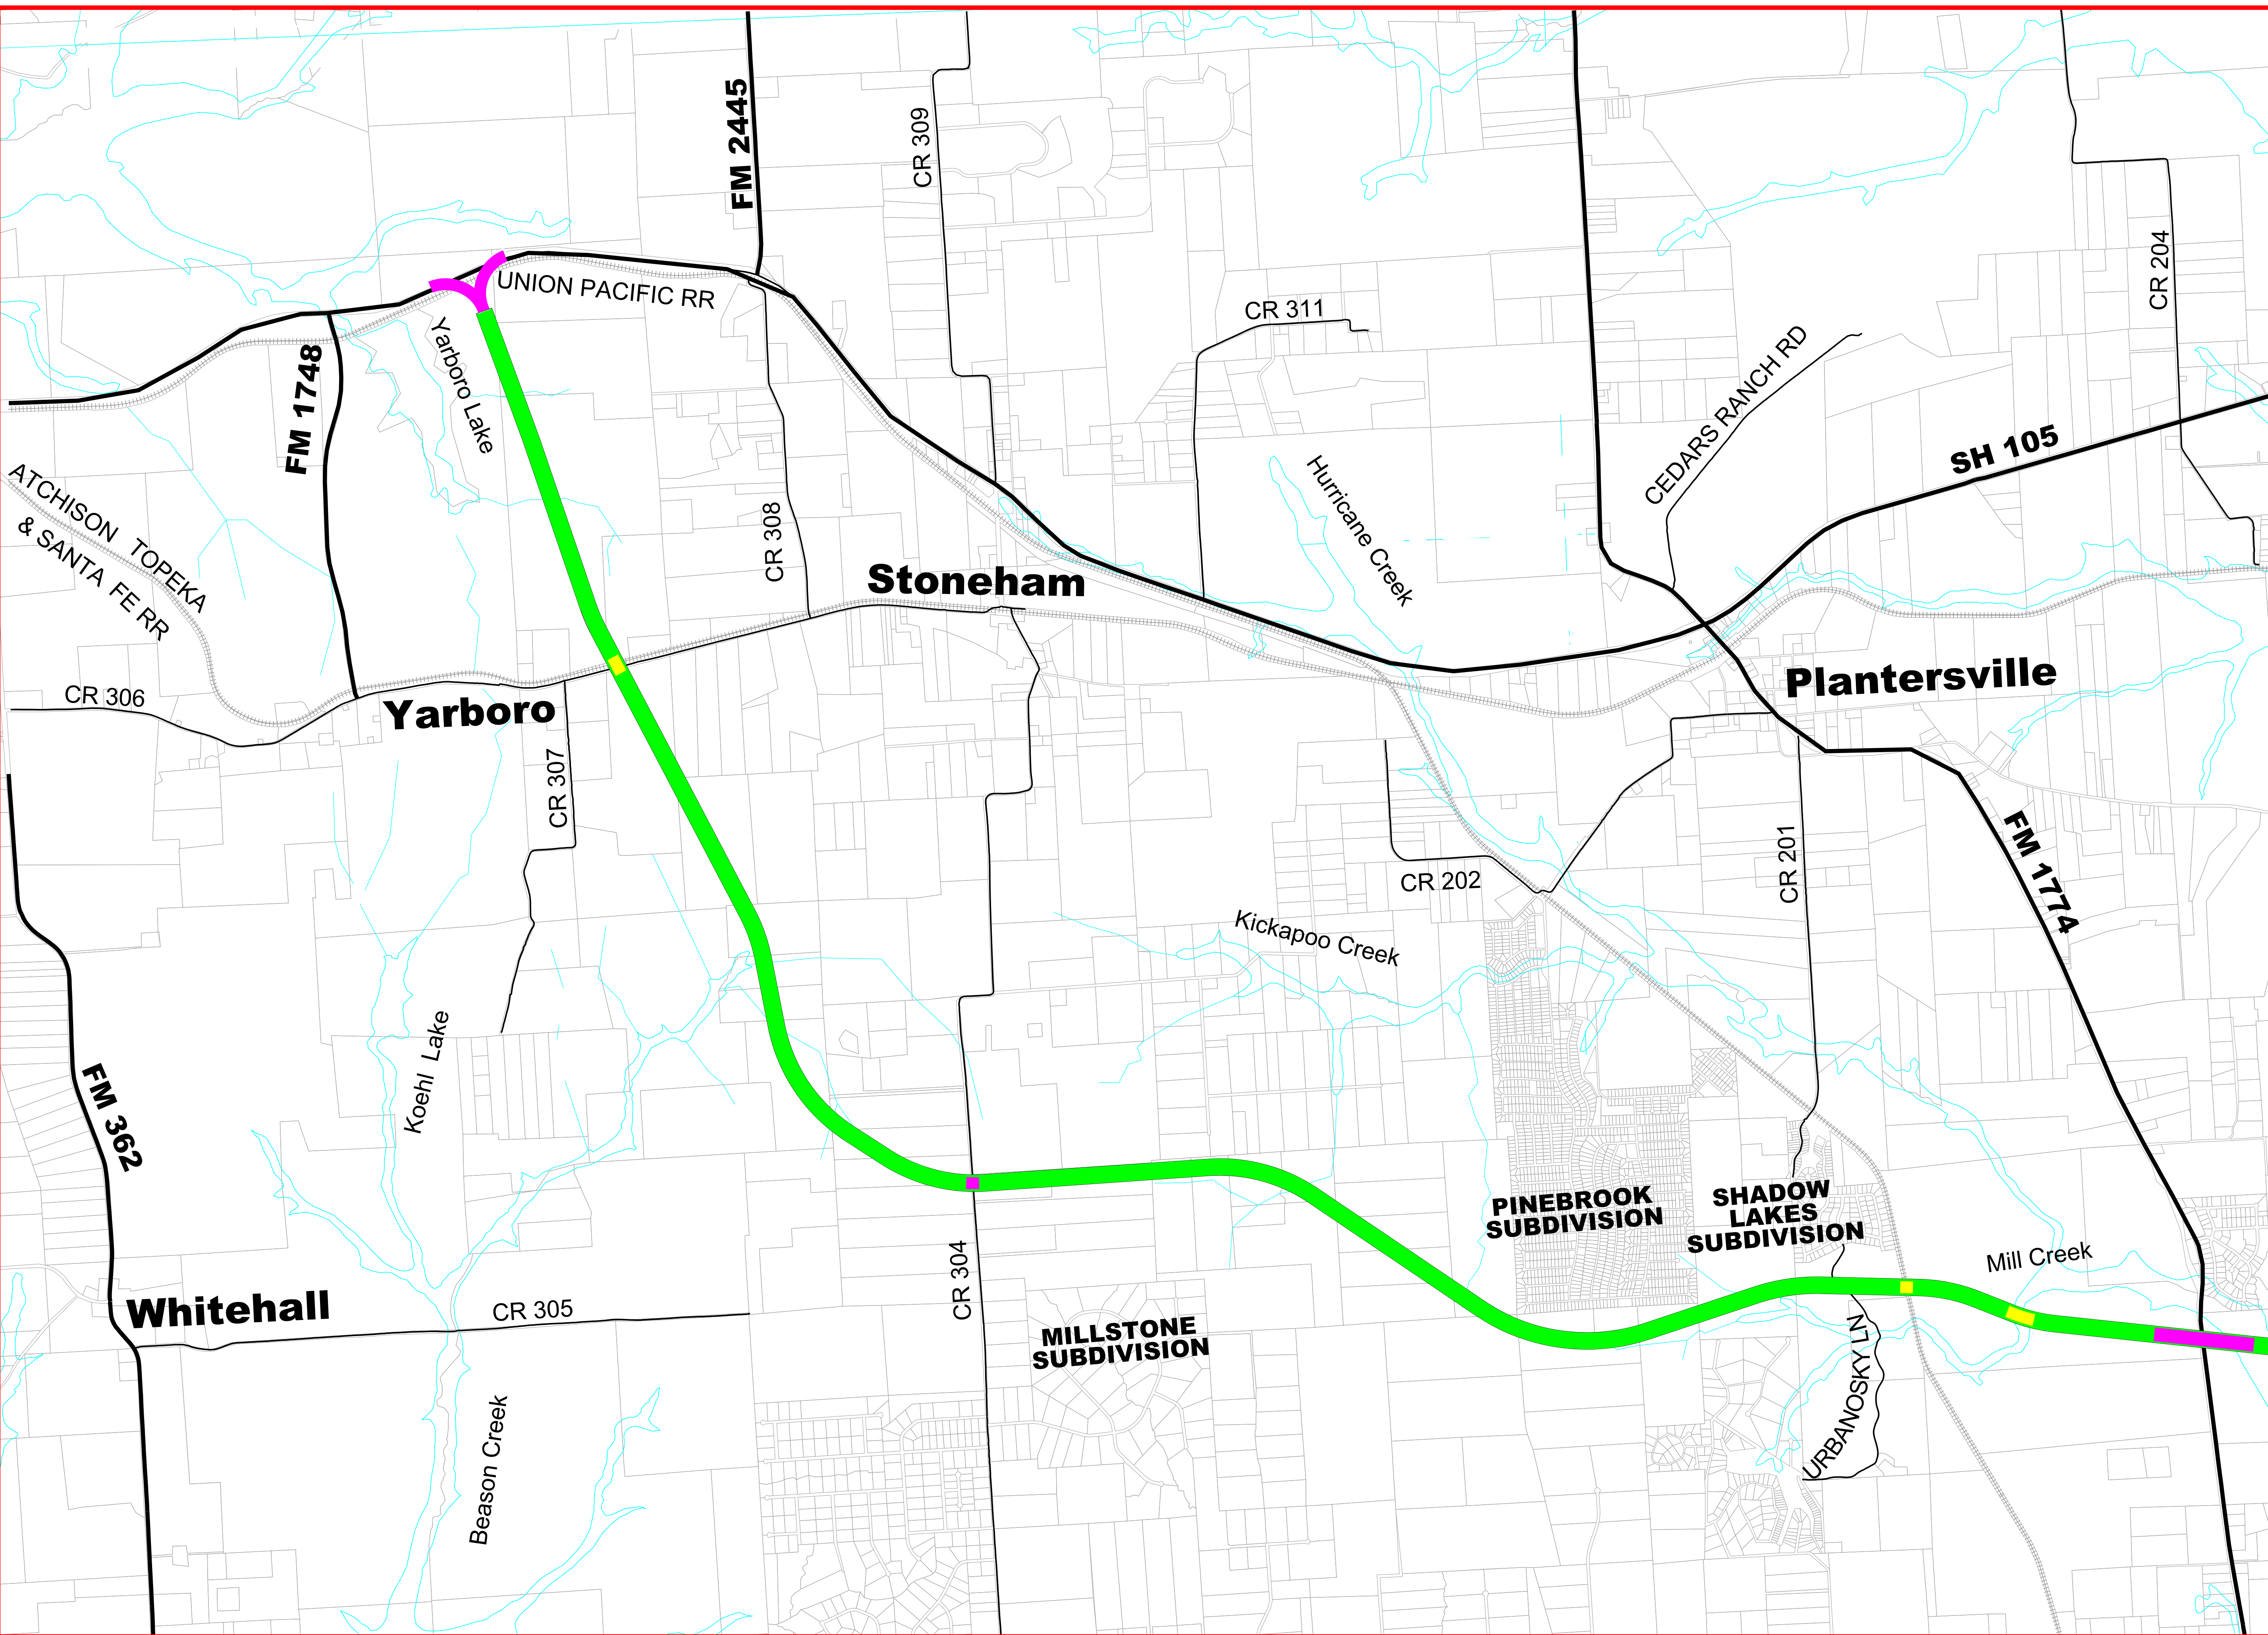 FM 2445
CR 309
CR 204
UNION PACIFIC RR
CR 311
Yarboro Lake
FM 1748
CEDARS RANCH RD
SH 105
ATCHISON TOPEKA
& SANTA FE RR
CR 308
Hurricane Creek
Stoneham
CR 306
Yarboro
Plantersville
CR 307
CR 202
CR 201
FM 1774
Kickapoo Creek
Koehl Lake
FM 362
PINEBROOK
SUBDIVISION
SHADOW
LAKES
SUBDIVISION
Mill Creek
Whitehall
CR 305
CR 304
MILLSTONE
SUBDIVISION
URBANOSKY LN
Beason Creek